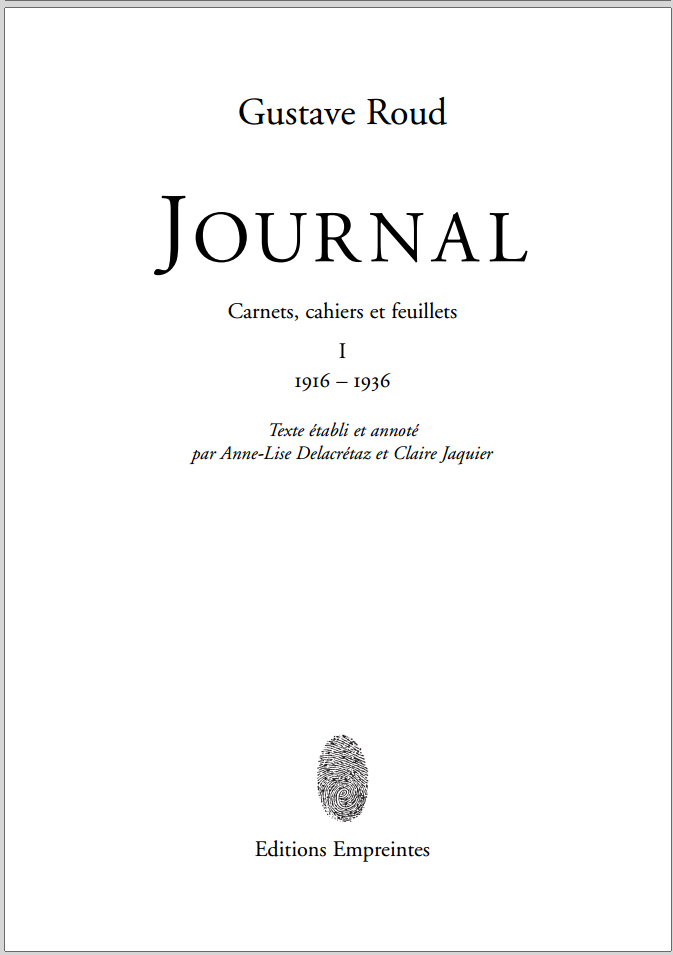 Gustave Roud
JOURNAL
Carnets, cahiers et feuillets
I
1916 – 1936
Texte établi et annoté
par Anne-Lise Delacrétaz et Claire Jaquier
Editions Empreintes